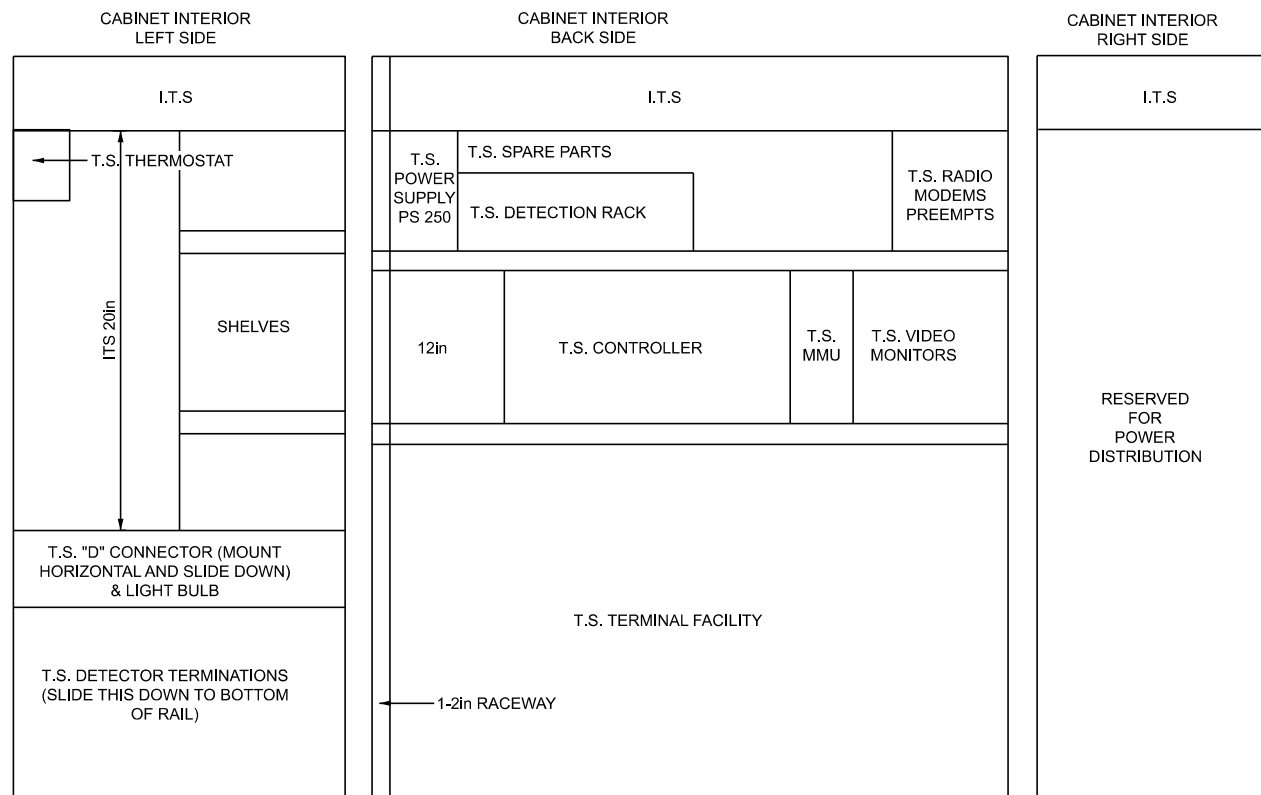 CABINET INTERIOR
LEFT SIDE
I.T.S
T.S. THERMOSTAT
ITS 20in
SHELVES
T.S. "D" CONNECTOR (MOUNT
HORIZONTAL AND SLIDE DOWN)
& LIGHT BULB
T.S. DETECTOR TERMINATIONS
(SLIDE THIS DOWN TO BOTTOM
OF RAIL)
CABINET INTERIOR
BACK SIDE
I.T.S
T.S.
POWER
SUPPLY
PS 250
T.S. SPARE PARTS
T.S. DETECTION RACK
T.S. RADIO
MODEMS
PREEMPTS
12in
T.S. CONTROLLER
T.S.
MMU
T.S. VIDEO
MONITORS
T.S. TERMINAL FACILITY
1-2in RACEWAY
CABINET INTERIOR
RIGHT SIDE
I.T.S
RESERVED
FOR
POWER
DISTRIBUTION